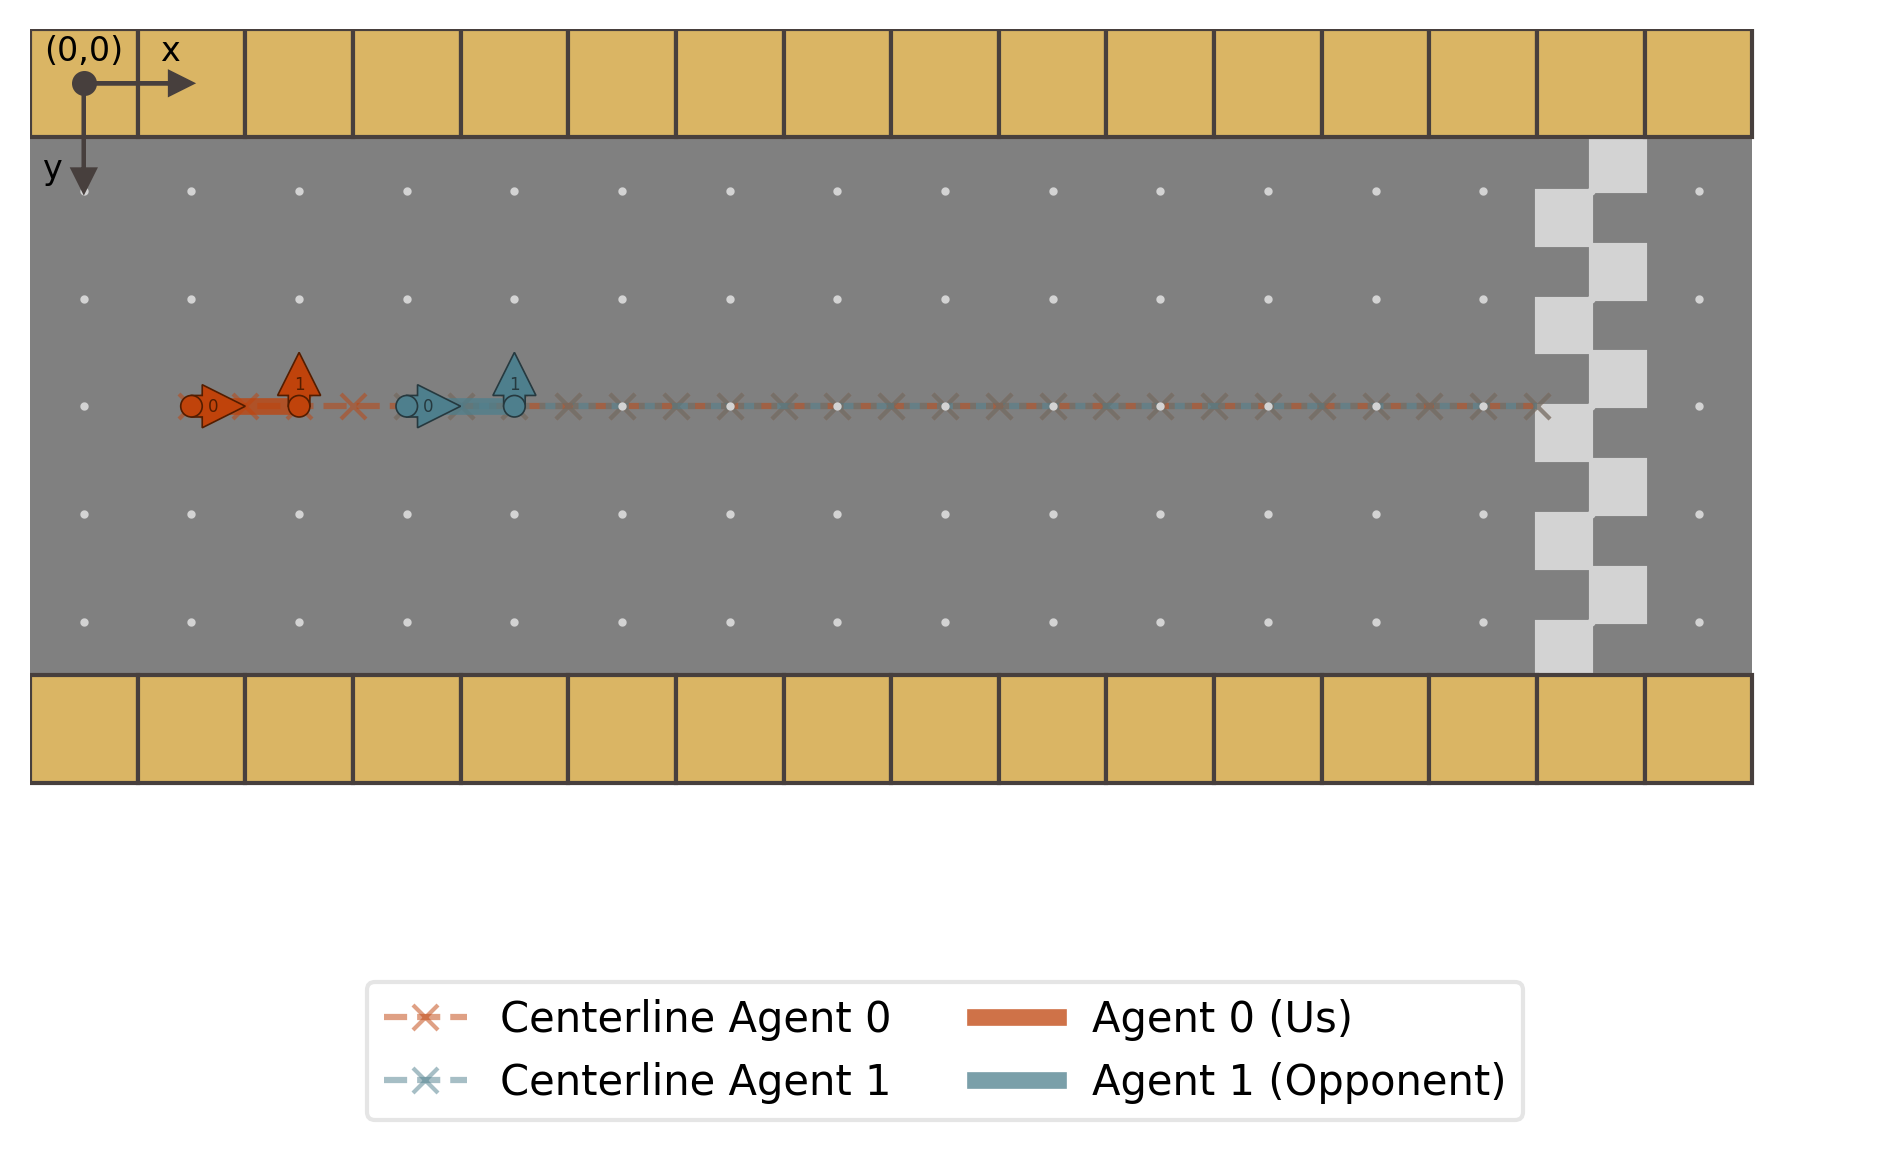 (0,0) x
y
1 1
0 0
Centerline Agent 0 Agent 0 (Us)
Centerline Agent 1 Agent 1 (Opponent)